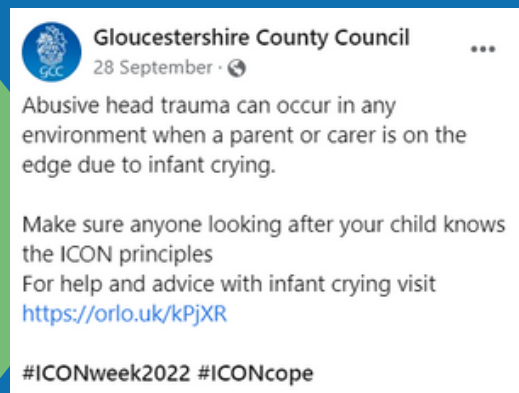 Gloucestershire County Council
28 September ·
GCC
Abusive head trauma can occur in any
environment when a parent or carer is on the
edge due to infant crying.
Make sure anyone looking after your child knows
the ICON principles
For help and advice with infant crying visit
https://orlo.uk/kPjXR
#ICONweek2022 #ICONcope